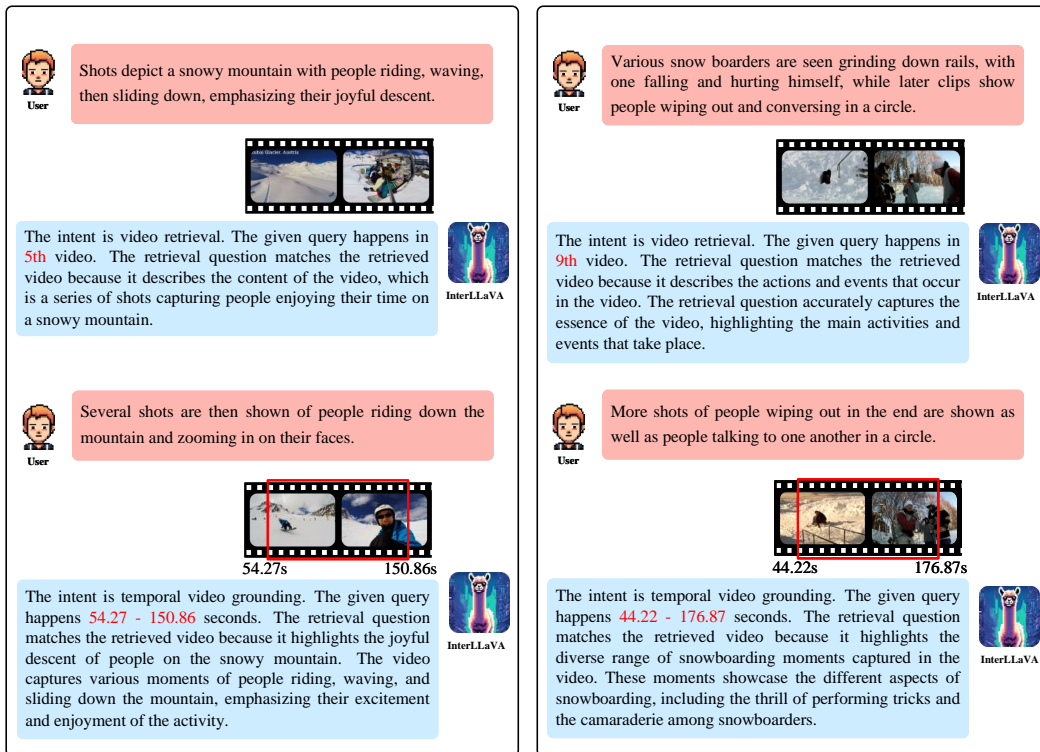 Shots depict a snowy mountain with people riding, waving,
then sliding down, emphasizing their joyful descent.
User
Glacier, Austria
The intent is video retrieval. The given query happens in
5th video. The retrieval question matches the retrieved
video because it describes the content of the video, which
is a series of shots capturing people enjoying their time on
a snowy mountain.
InterLLaVA
Several shots are then shown of people riding down the
mountain and zooming in on their faces.
User
54.27s
150.86s
The intent is temporal video grounding. The given query
happens 54.27 - 150.86 seconds. The retrieval question
matches the retrieved video because it highlights the joyful
descent of people on the snowy mountain. The video
captures various moments of people riding, waving, and
sliding down the mountain, emphasizing their excitement
and enjoyment of the activity.
InterLLaVA
Various snow boarders are seen grinding down rails, with
one falling and hurting himself, while later clips show
people wiping out and conversing in a circle.
User
The intent is video retrieval. The given query happens in
9th video. The retrieval question matches the retrieved
video because it describes the actions and events that occur
in the video. The retrieval question accurately captures the
essence of the video, highlighting the main activities and
events that take place.
InterLLaVA
More shots of people wiping out in the end are shown as
well as people talking to one another in a circle.
User
44.22s
176.87s
The intent is temporal video grounding. The given query
happens 44.22 - 176.87 seconds. The retrieval question
matches the retrieved video because it highlights the
diverse range of snowboarding moments captured in the
video. These moments showcase the different aspects of
snowboarding, including the thrill of performing tricks and
the camaraderie among snowboarders.
InterLLaVA